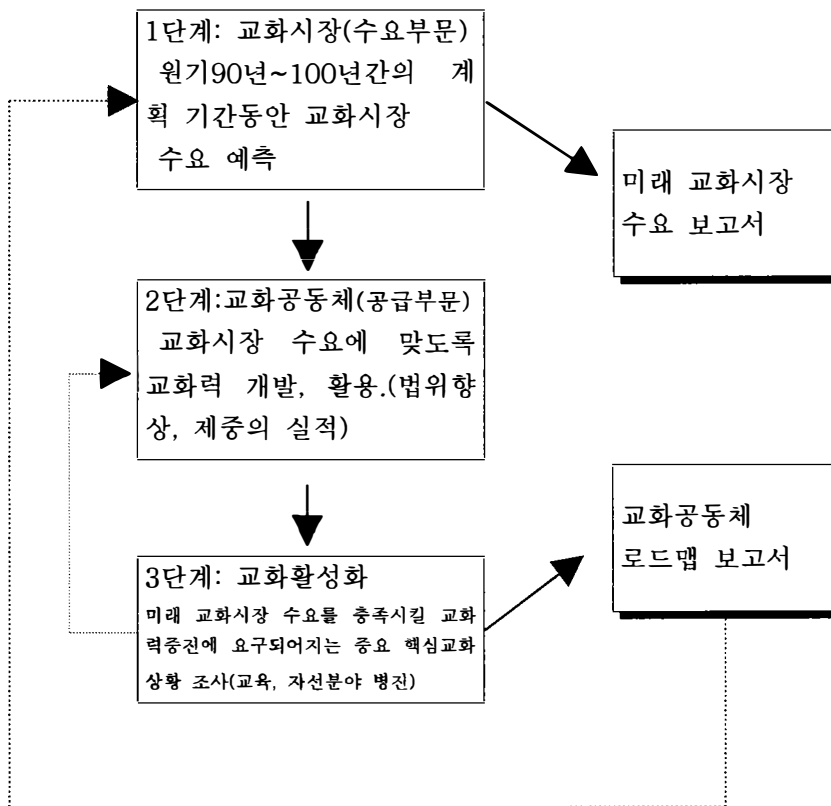 1단계: 교화시장(수요부문)
원기90년~100년간의 계
획 기간동안 교화시장
수요 예측
미래 교화시장
수요 보고서
2단계:교화공동체(공급부문)
교화시장 수요에 맞도록
교화력 개발, 활용.(법위향
상, 제중의 실적)
3단계: 교화활성화
미래 교화시장 수요를 충족시킬 교화
력증진에 요구되어지는 중요 핵심교화
상황 조사(교육, 자선분야 병진)
교화공동체
로드맵 보고서